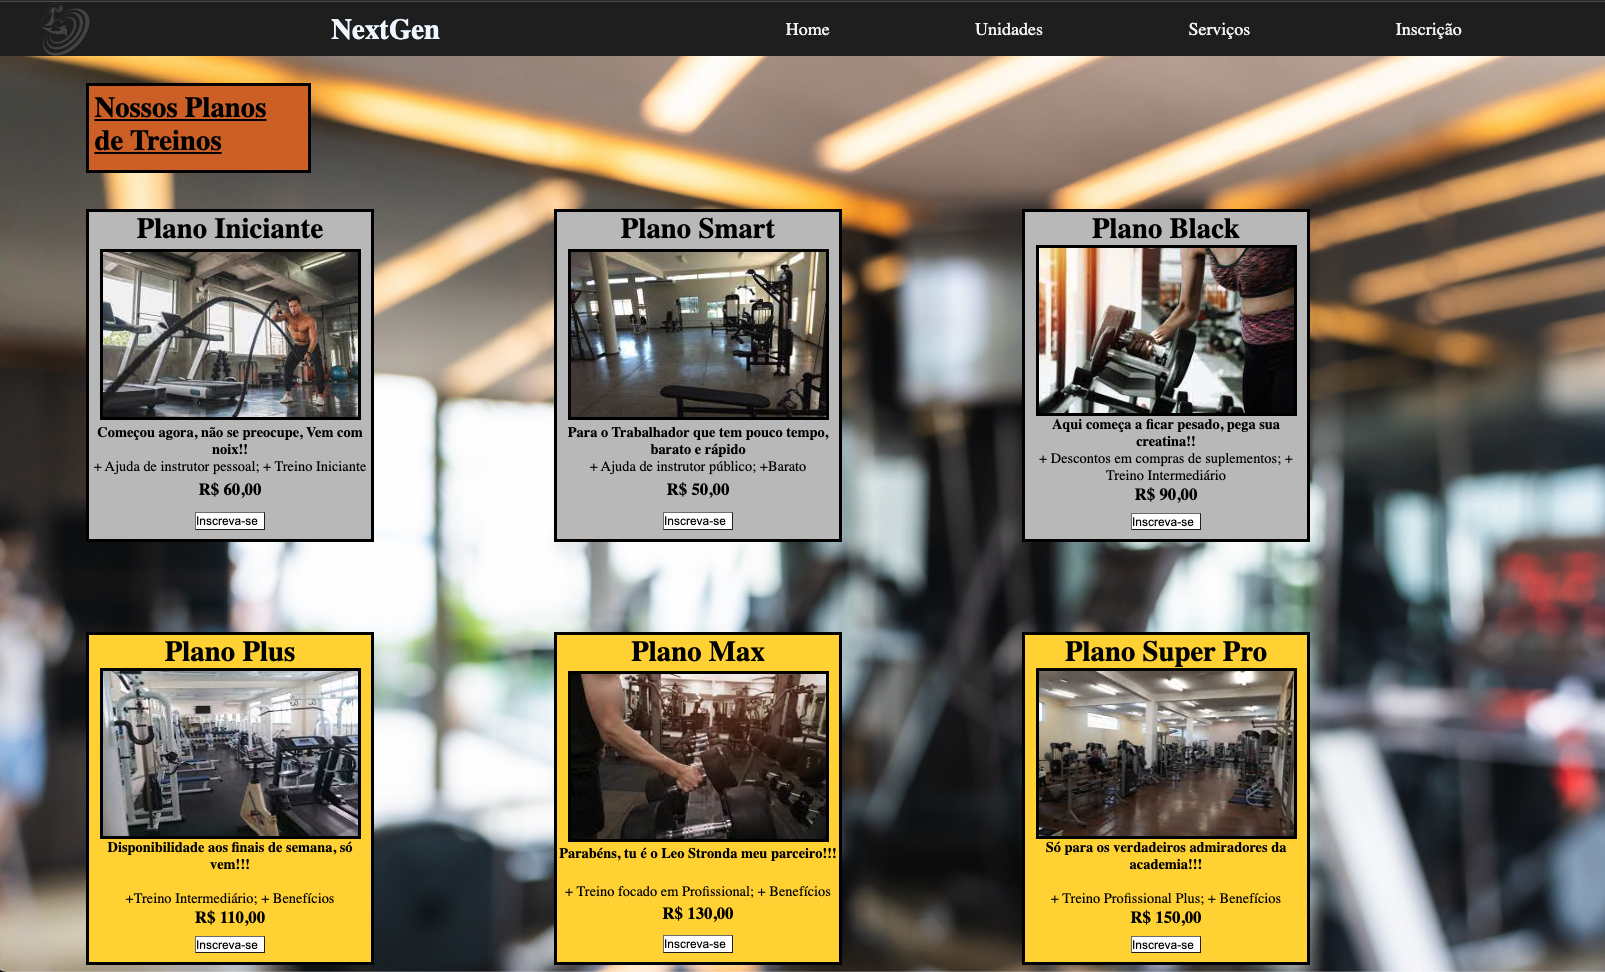 NextGen
Home
Unidades
Serviços
Inscrição
Nossos Planos
de Treinos
Plano Iniciante
Começou agora, não se preocupe, Vem com
noix!!
+ Ajuda de instrutor pessoal; + Treino Iniciante
R$ 60,00
Inscreva-se
Plano Smart
Para o Trabalhador que tem pouco tempo,
barato e rápido
+ Ajuda de instrutor público; +Barato
R$ 50,00
Inscreva-se
Plano Black
Aqui começa a ficar pesado, pega sua
creatina!!
+ Descontos em compras de suplementos; +
Treino Intermediário
R$ 90,00
Inscreva-se
Plano Plus
Disponibilidade aos finais de semana, só
vem!!!
+Treino Intermediário; + Benefícios
R$ 110,00
Inscreva-se
Plano Max
Parabéns, tu é o Leo Stronda meu parceiro!!!
+ Treino focado em Profissional; + Benefícios
R$ 130,00
Inscreva-se
Plano Super Pro
Só para os verdadeiros admiradores da
academia!!!
+ Treino Profissional Plus; + Benefícios
R$ 150,00
Inscreva-se